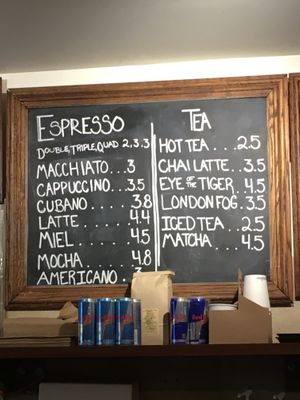 ESPRESSO
DOUBLE, TRIPLE, QUAD 2, 3, 3
MACCHIATO . . . 3
CAPPUCCINO . . . 3.5
CUBANO . . . . . 3.8
LATTE . . . . . 4.4
MIEL . . . . . 4.5
MOCHA . . . . 4.8
AMERICANO . . 3
TEA
HOT TEA . . . 2.5
CHAI LATTE . . 3.5
EYE OF THE TIGER . . 4.5
LONDON FOG . 3.5
ICED TEA . . . 2.5
MATCHA . . . . 4.5